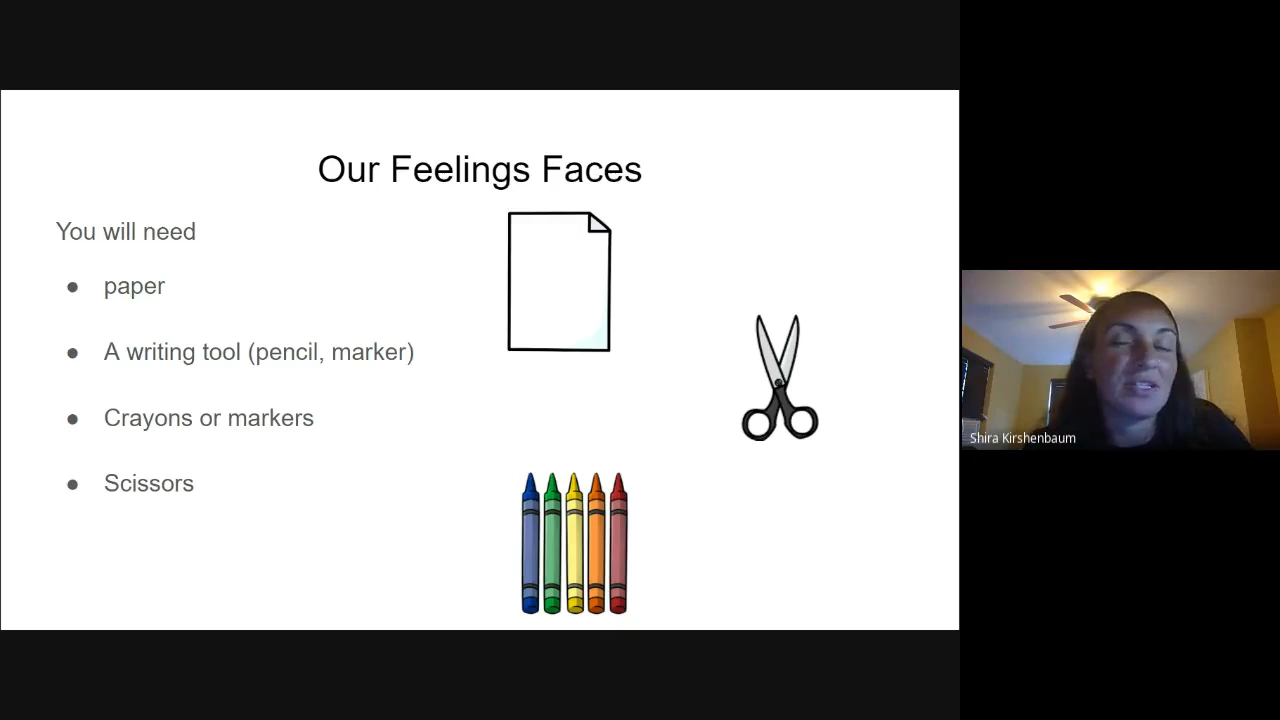 Our Feelings Faces
You will need
● paper
● A writing tool (pencil, marker)
● Crayons or markers
● Scissors
Shira Kirshenbaum